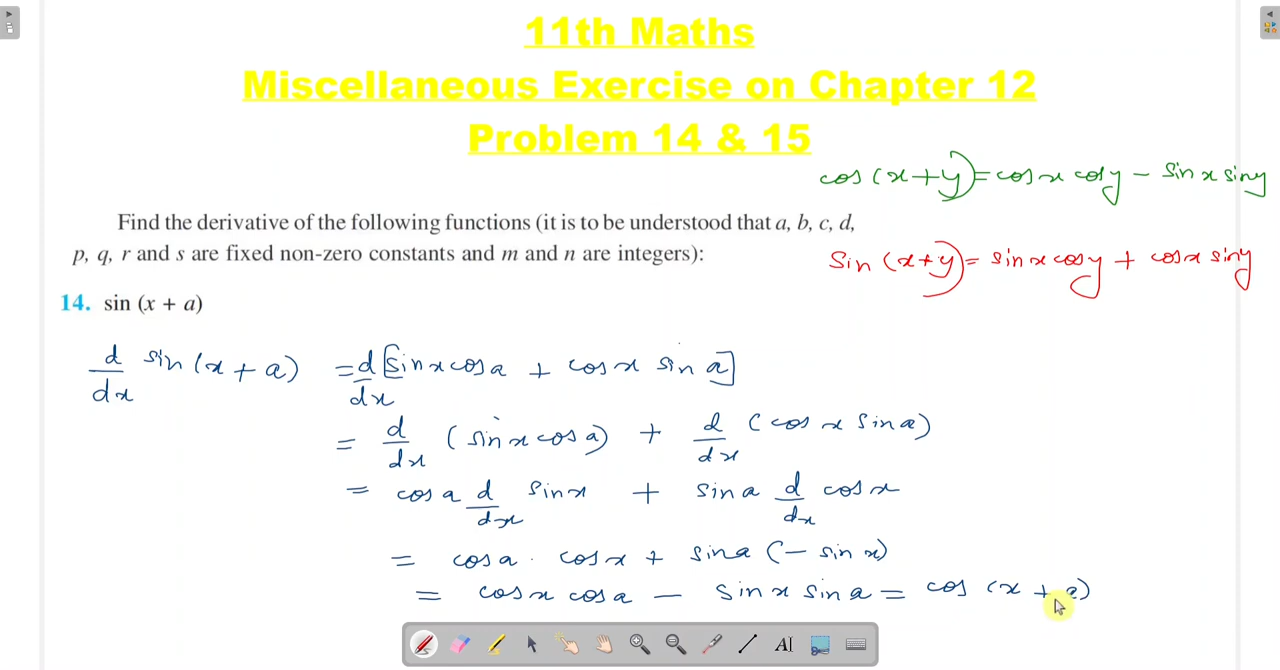 11th Maths
Miscellaneous Exercise on Chapter 12
Problem 14 & 15
cos (x+y) = cos x cos y − sin x sin y
Find the derivative of the following functions (it is to be understood that a, b, c, d,
p, q, r and s are fixed non-zero constants and m and n are integers):
Sin (x+y) = sin x cos y + cos x sin y
14. sin (x + a)
d/dx sin (x + a) = d/dx [sin x cos a + cos x sin a]
= d/dx (sin x cos a) + d/dx (cos x sin a)
= cos a d/dx sin x + sin a d/dx cos x
= cos a . cos x + sin a (− sin x)
= cos x cos a − sin x sin a = cos (x + a)
AI